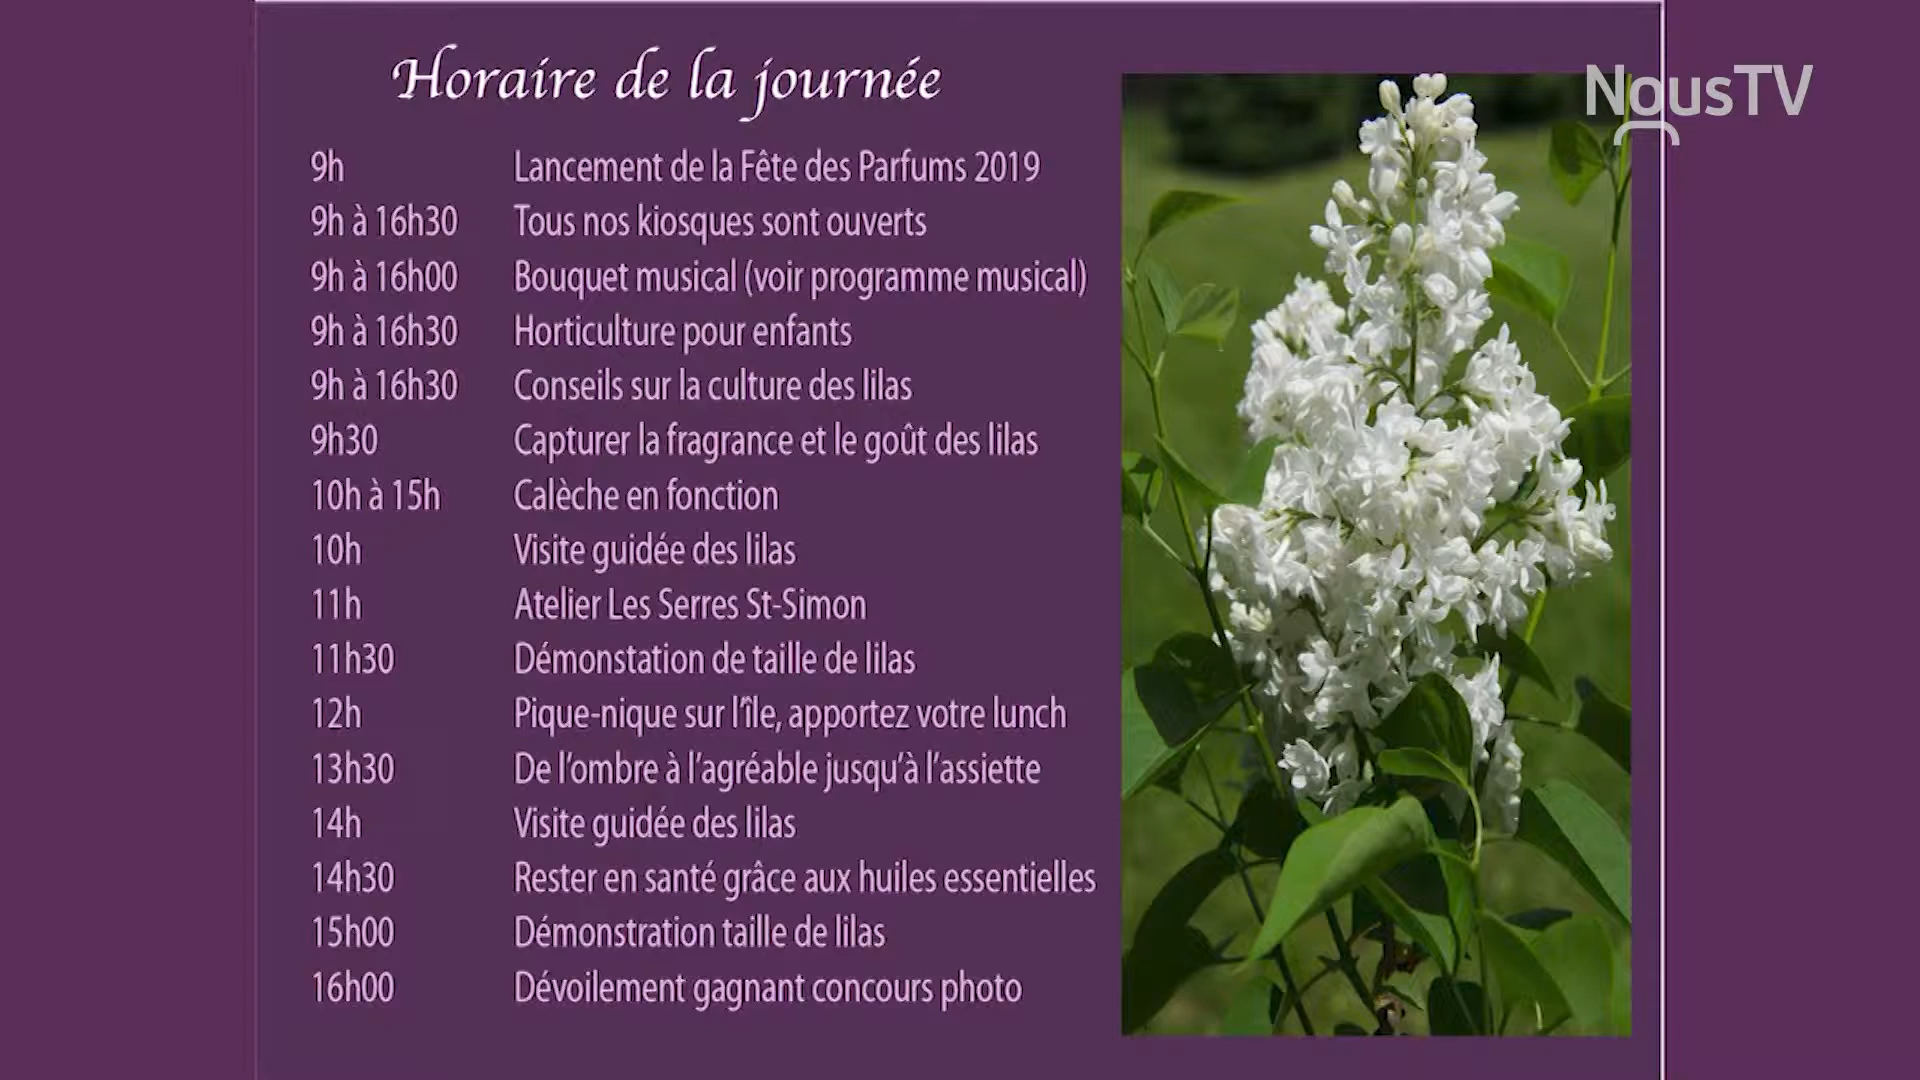 Horaire de la journée
NousTV
9h Lancement de la Fête des Parfums 2019
9h à 16h30 Tous nos kiosques sont ouverts
9h à 16h00 Bouquet musical (voir programme musical)
9h à 16h30 Horticulture pour enfants
9h à 16h30 Conseils sur la culture des lilas
9h30 Capturer la fragrance et le goût des lilas
10h à 15h Calèche en fonction
10h Visite guidée des lilas
11h Atelier Les Serres St-Simon
11h30 Démonstation de taille de lilas
12h Pique-nique sur l’île, apportez votre lunch
13h30 De l’ombre à l’agréable jusqu’à l’assiette
14h Visite guidée des lilas
14h30 Rester en santé grâce aux huiles essentielles
15h00 Démonstration taille de lilas
16h00 Dévoilement gagnant concours photo